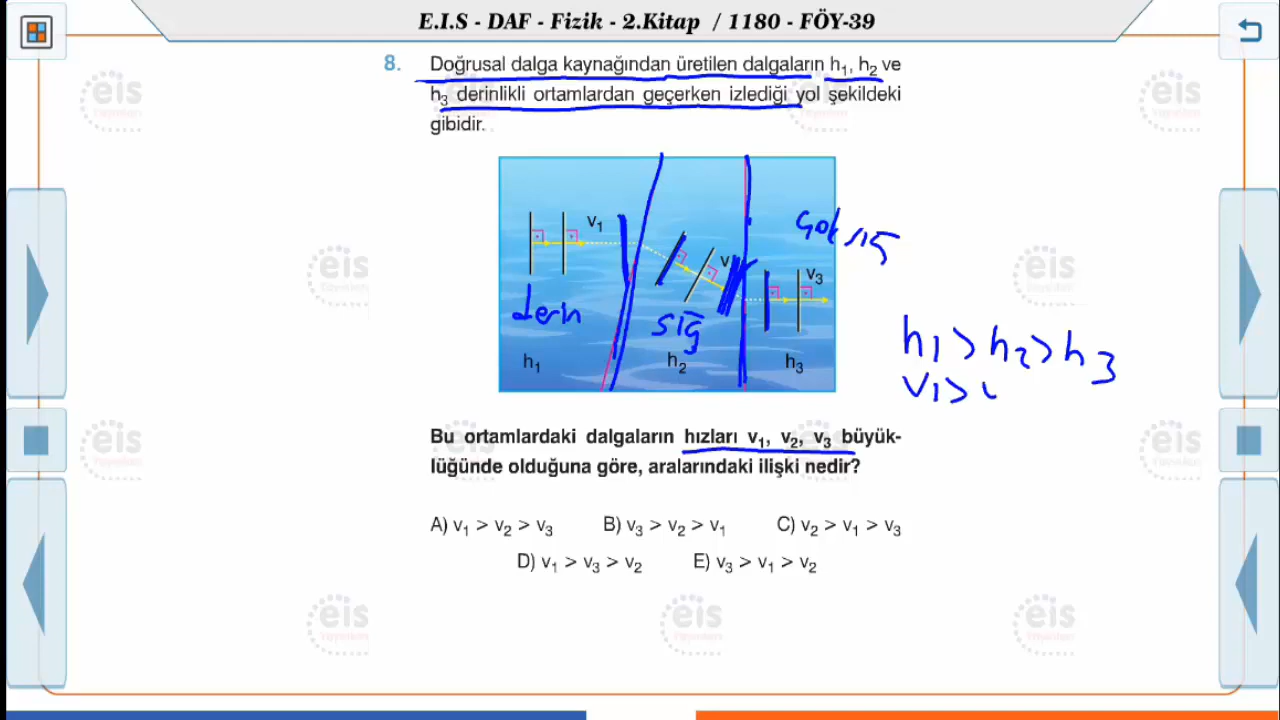 E.I.S - DAF - Fizik - 2.Kitap / 1180 - FÖY-39
8. Doğrusal dalga kaynağından üretilen dalgaların h1, h2 ve
h3 derinlikli ortamlardan geçerken izlediği yol şekildeki
gibidir.
v1
v
v3
derin
sığ
çok sığ
h1
h2
h3
h1 > h2 > h3
v1 >
Bu ortamlardaki dalgaların hızları v1, v2, v3 büyük-
lüğünde olduğuna göre, aralarındaki ilişki nedir?
A) v1 > v2 > v3 B) v3 > v2 > v1 C) v2 > v1 > v3
D) v1 > v3 > v2 E) v3 > v1 > v2
eis
Yayınları